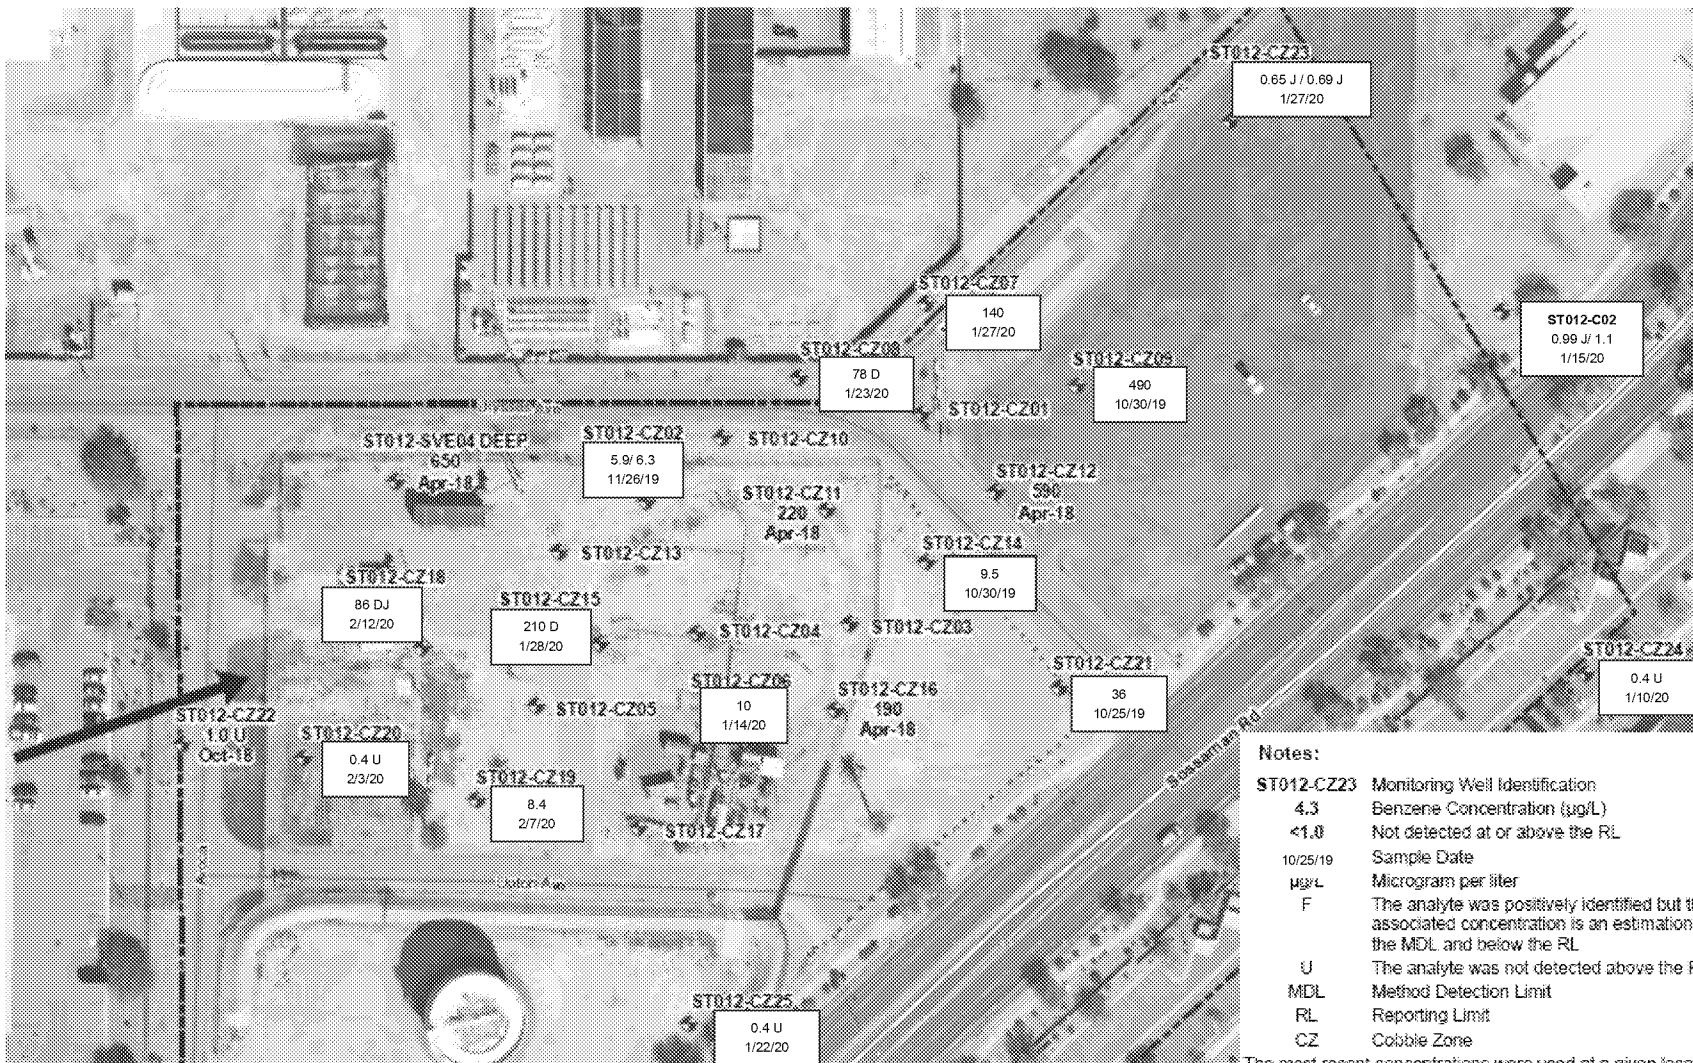 ST012-CZ23
0.65 J / 0.69 J
1/27/20
ST012-CZ07
140
1/27/20
ST012-C02
0.99 J/ 1.1
1/15/20
ST012-CZ08
78 D
1/23/20
ST012-CZ09
490
10/30/19
ST012-CZ01
ST012-SVE04 DEEP
650
Apr-18
ST012-CZ02
5.9/ 6.3
11/26/19
ST012-CZ10
ST012-CZ11
220
Apr-18
ST012-CZ12
590
Apr-18
ST012-CZ13
ST012-CZ14
9.5
10/30/19
ST012-CZ18
86 DJ
2/12/20
ST012-CZ15
210 D
1/28/20
ST012-CZ04
ST012-CZ03
ST012-CZ21
36
10/25/19
ST012-CZ24
0.4 U
1/10/20
ST012-CZ22
1.0 U
Oct-18
ST012-CZ05
ST012-CZ06
10
1/14/20
ST012-CZ16
190
Apr-18
ST012-CZ20
0.4 U
2/3/20
ST012-CZ19
8.4
2/7/20
ST012-CZ17
Sossaman Rd
ST012-CZ25
0.4 U
1/22/20
Notes:
ST012-CZ23 Monitoring Well Identification
4.3 Benzene Concentration (µg/L)
<1.0 Not detected at or above the RL
10/25/19 Sample Date
µg/L Microgram per liter
F The analyte was positively identified but
associated concentration is an estimation
the MDL and below the RL
U The analyte was not detected above the
MDL Method Detection Limit
RL Reporting Limit
CZ Cobble Zone
The most recent concentrations were used at a given